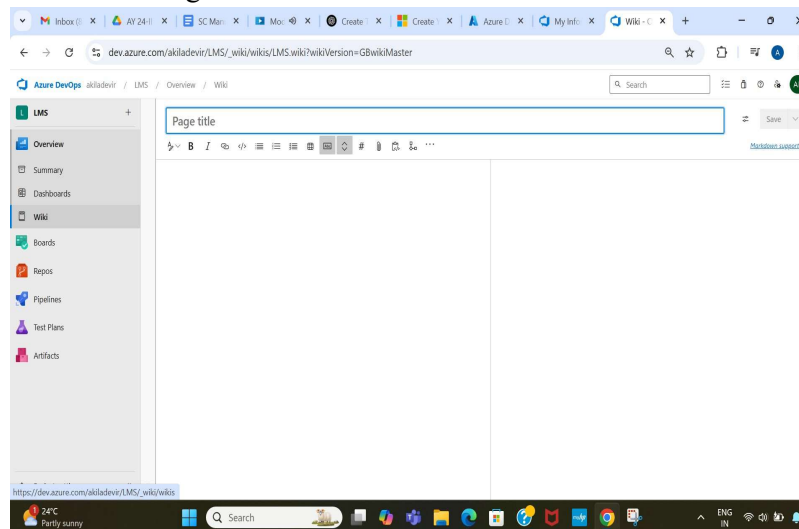 Inbox (
AY 24-
SC Man
Mo
Create
Create
Azure D
My Info
Wiki - 
dev.azure.com/akiladevir/LMS/_wiki/wikis/LMS.wiki?wikiVersion=GBwikiMaster
Azure DevOps akiladevir / LMS / Overview / Wiki
Search
LMS
Page title
Save
Markdown support
Overview
Summary
Dashboards
Wiki
Boards
Repos
Pipelines
Test Plans
Artifacts
https://dev.azure.com/akiladevir/LMS/_wiki/wikis
24°C
Partly sunny
Search
ENG
IN